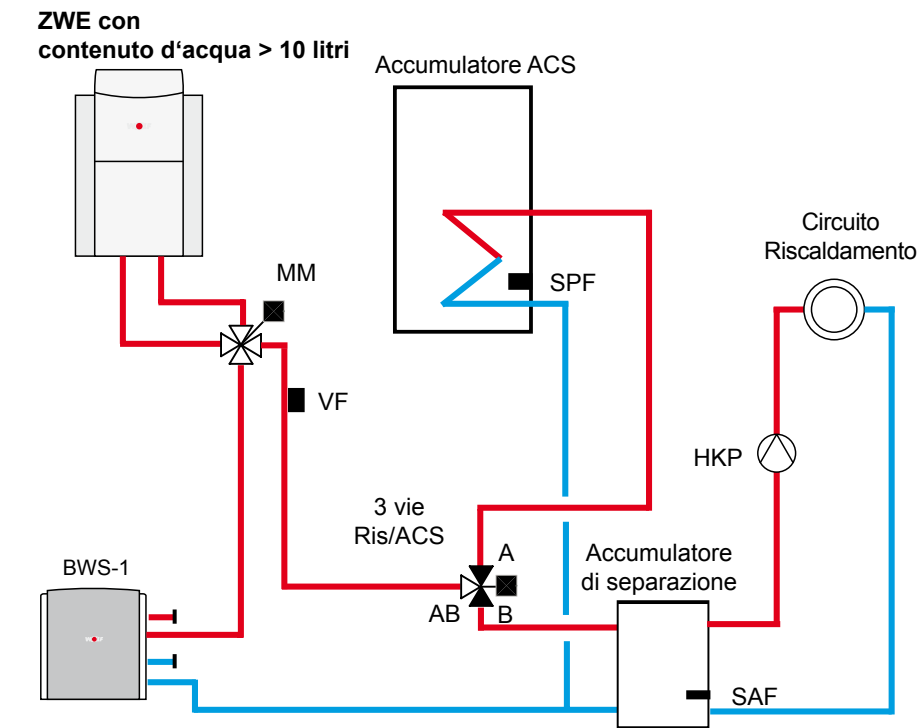 ZWE con
contenuto d‘acqua > 10 litri
Accumulatore ACS
Circuito
Riscaldamento
MM
SPF
VF
HKP
3 vie
Ris/ACS
A
AB
B
BWS-1
Accumulatore
di separazione
SAF